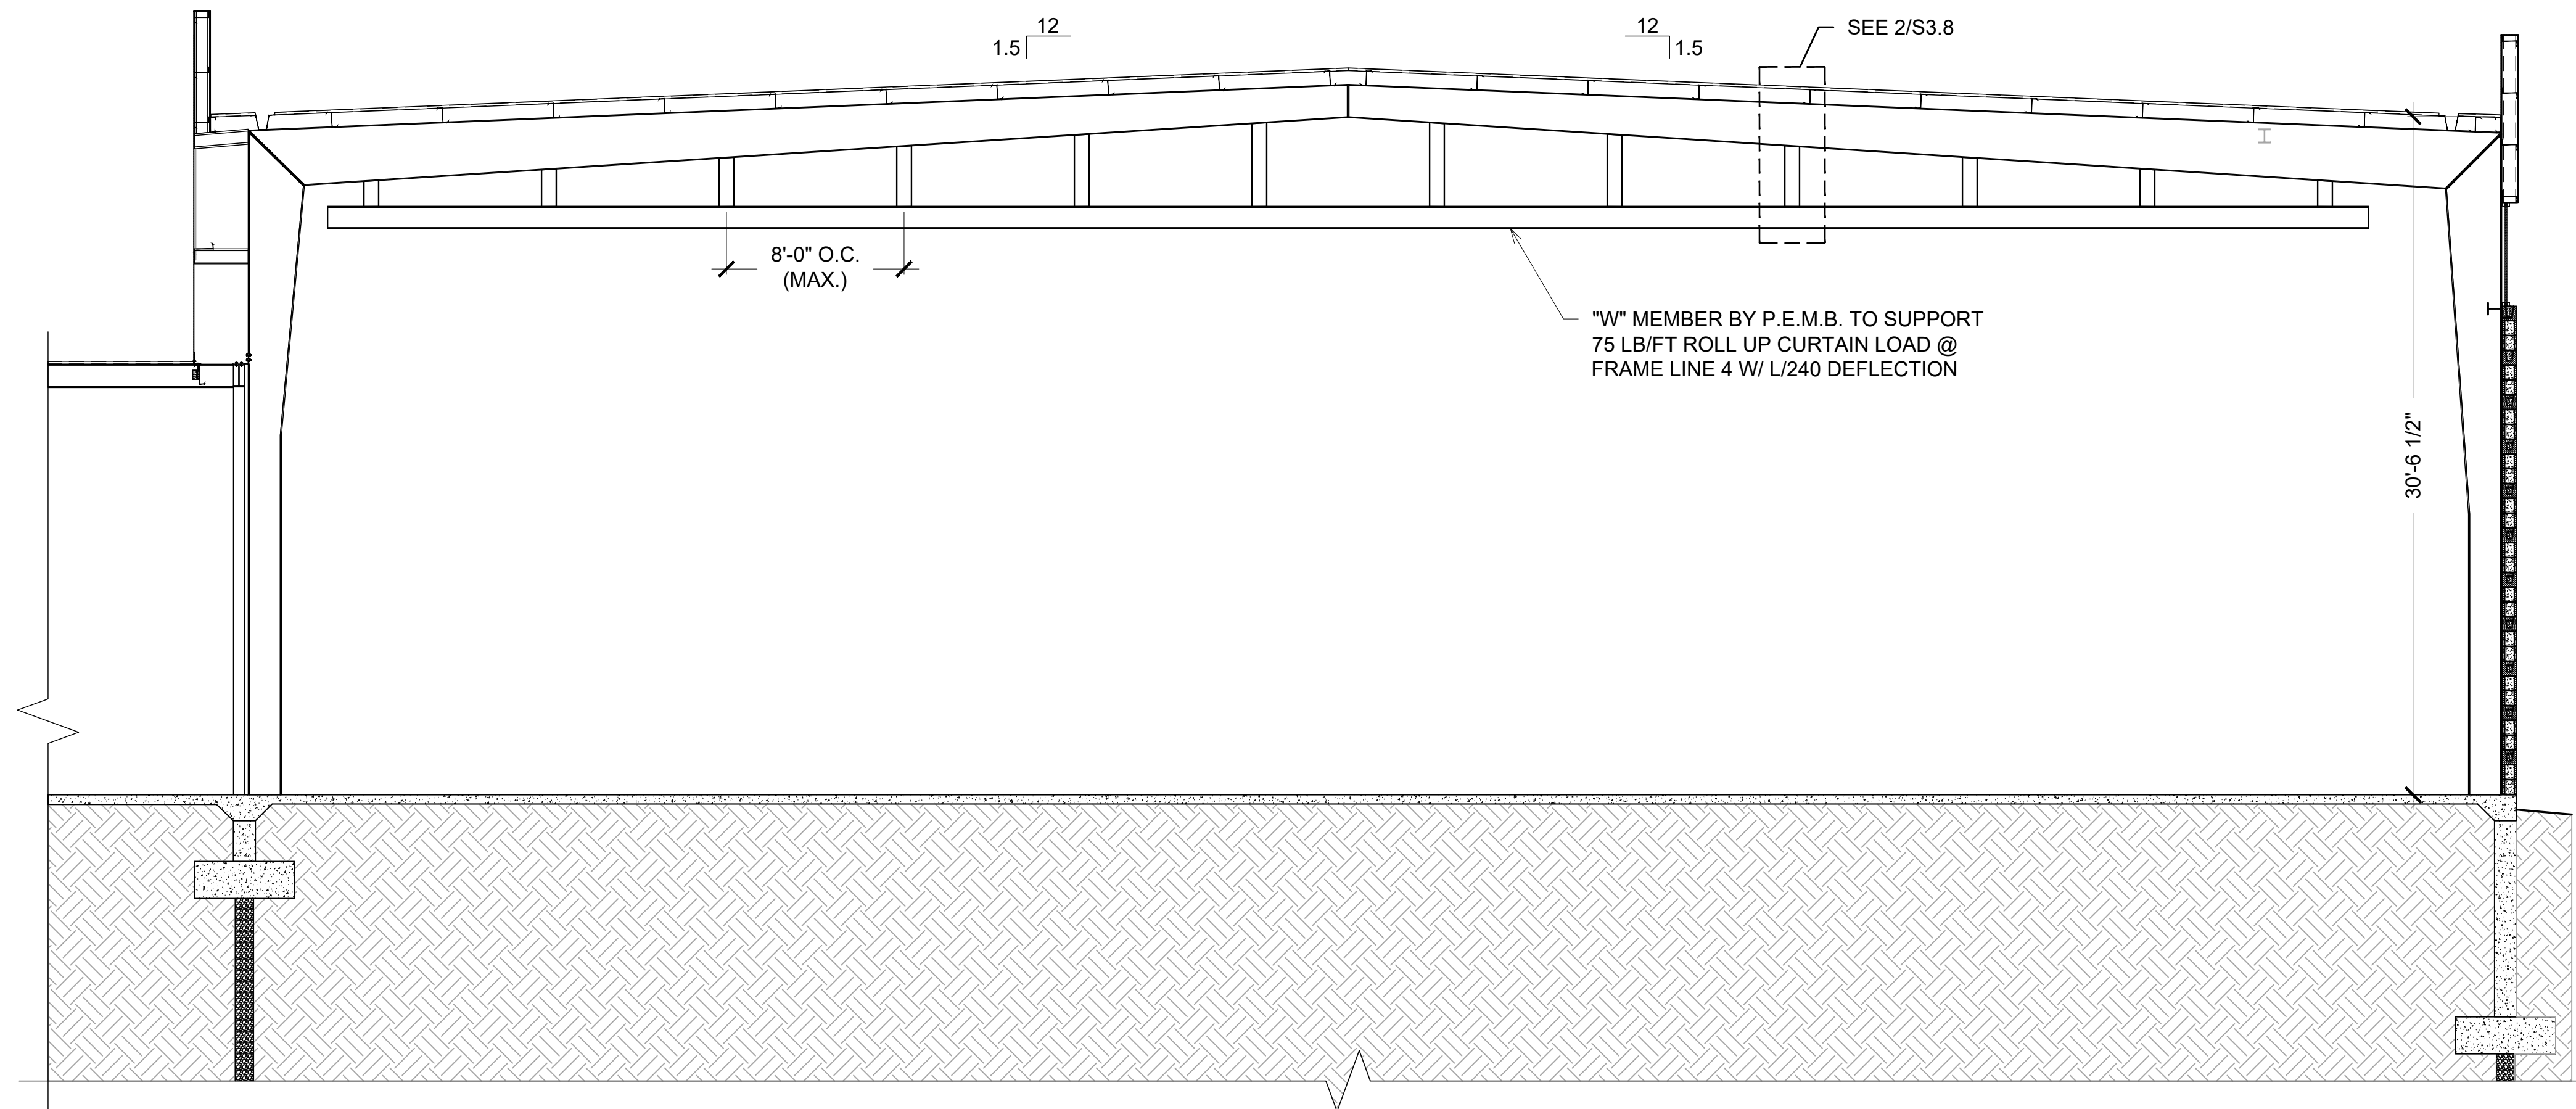 12
1.5
12
1.5
SEE 2/S3.8
8'-0" O.C.
(MAX.)
"W" MEMBER BY P.E.M.B. TO SUPPORT
75 LB/FT ROLL UP CURTAIN LOAD @
FRAME LINE 4 W/ L/240 DEFLECTION
30'-6 1/2"